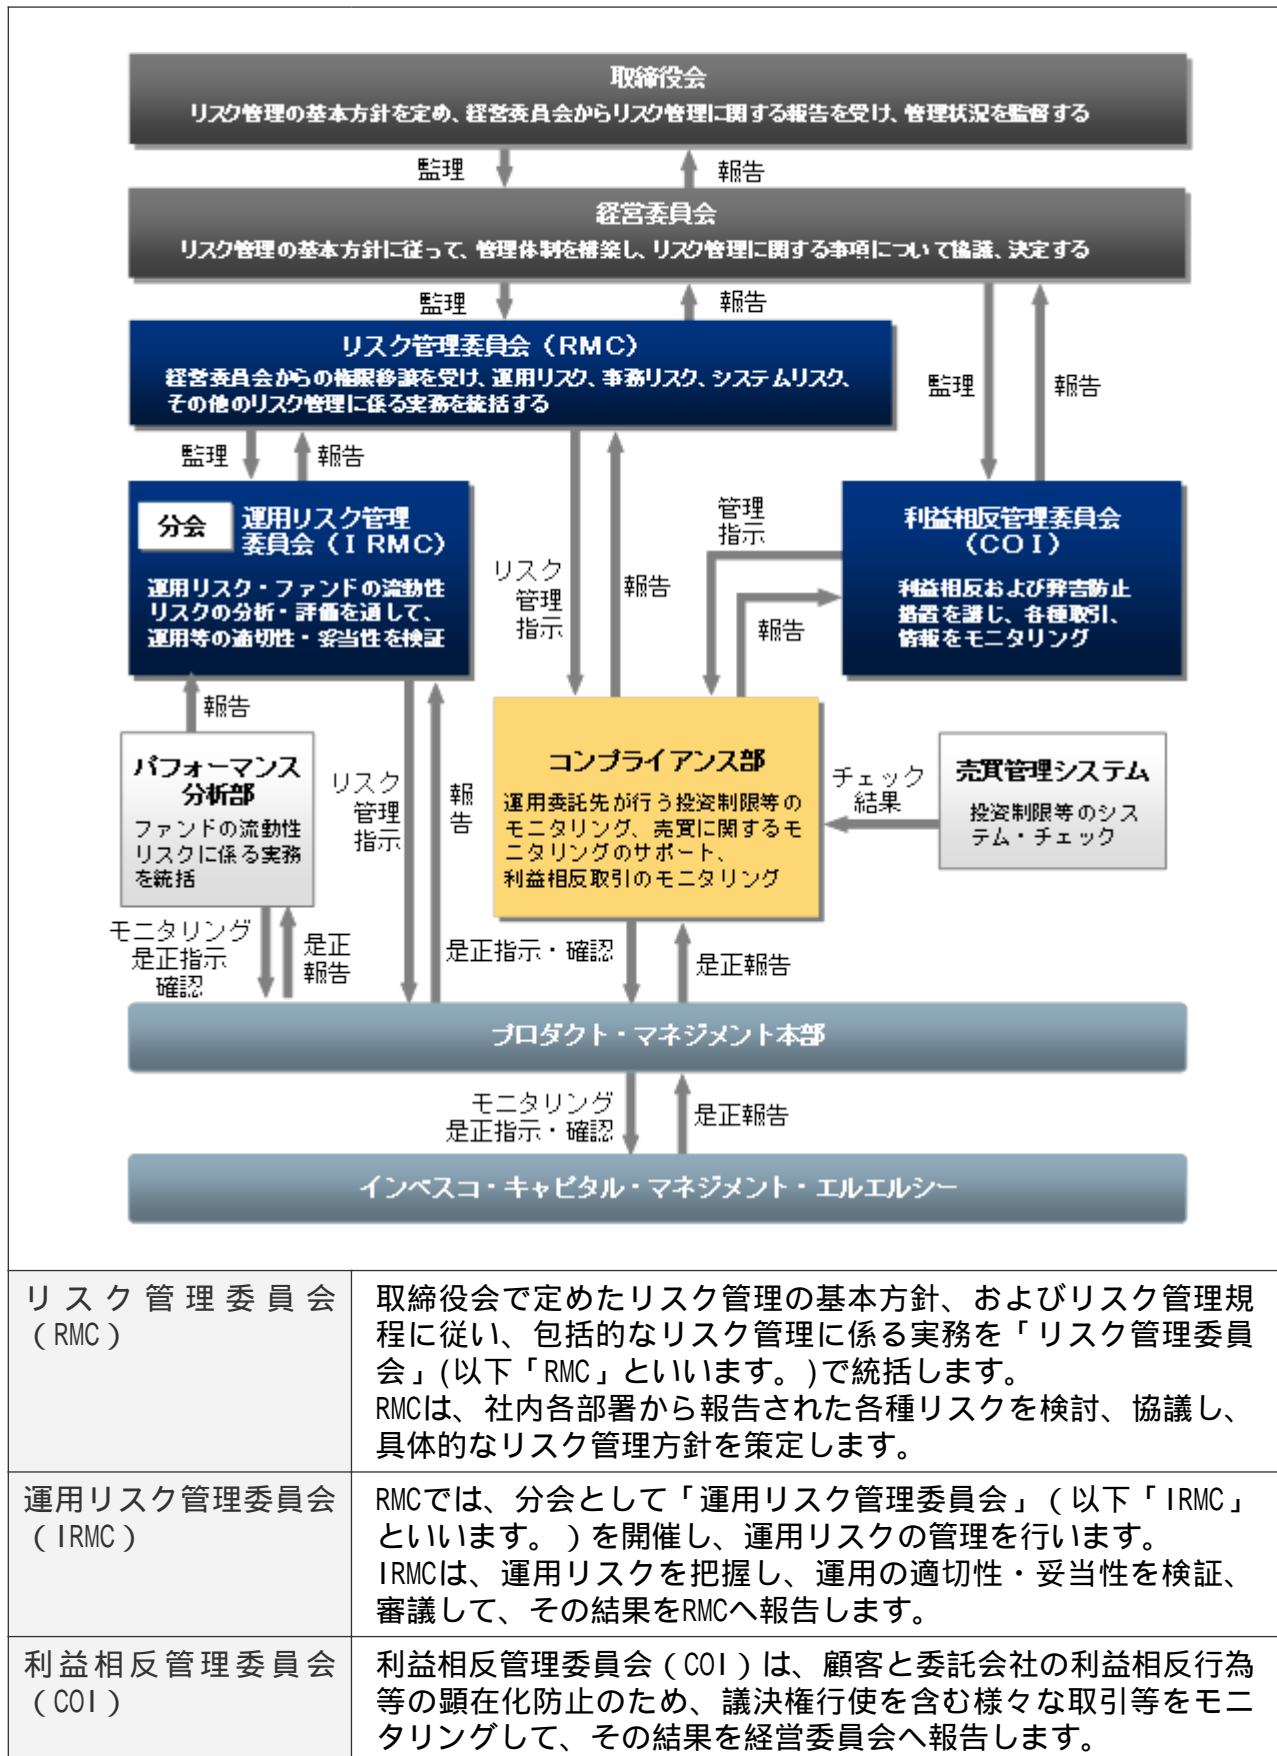 取締役会
リスク管理の基本方針を定め、経営委員会からリスク管理に関する報告を受け、管理状況を監督する
監理
報告
経営委員会
リスク管理の基本方針に従って、管理体制を構築し、リスク管理に関する事項について協議、決定する
監理
報告
リスク管理委員会（RMC）
経営委員会からの権限移譲を受け、運用リスク、事務リスク、システムリスク、
その他のリスク管理に係る実務を統括する
監理
報告
監理
報告
分会
運用リスク管理
委員会（IRMC）
運用リスク・ファンドの流動性
リスクの分析・評価を通して、
運用等の適切性・妥当性を検証
リスク
管理
指示
報告
管理
指示
報告
利益相反管理委員会
（COI）
利益相反および弊害防止
措置を講じ、各種取引、
情報をモニタリング
報告
パフォーマンス
分析部
ファンドの流動性
リスクに係る実務
を統括
リスク
管理
指示
報
告
コンプライアンス部
運用委託先が行う投資制限等の
モニタリング、売買に関するモ
ニタリングのサポート、
利益相反取引のモニタリング
チェック
結果
売買管理システム
投資制限等のシス
テム・チェック
モニタリング
是正指示
確認
是正
報告
是正指示・確認
是正報告
プロダクト・マネジメント本部
モニタリング
是正指示・確認
是正報告
インベスコ・キャピタル・マネジメント・エルエルシー
リスク管理委員会
（RMC）
取締役会で定めたリスク管理の基本方針、およびリスク管理規
程に従い、包括的なリスク管理に係る実務を「リスク管理委員
会」(以下「RMC」といいます。)で統括します。
RMCは、社内各部署から報告された各種リスクを検討、協議し、
具体的なリスク管理方針を策定します。
運用リスク管理委員会
（IRMC）
RMCでは、分会として「運用リスク管理委員会」（以下「IRMC」
といいます。）を開催し、運用リスクの管理を行います。
IRMCは、運用リスクを把握し、運用の適切性・妥当性を検証、
審議して、その結果をRMCへ報告します。
利益相反管理委員会
（COI）
利益相反管理委員会（COI）は、顧客と委託会社の利益相反行為
等の顕在化防止のため、議決権行使を含む様々な取引等をモニ
タリングして、その結果を経営委員会へ報告します。